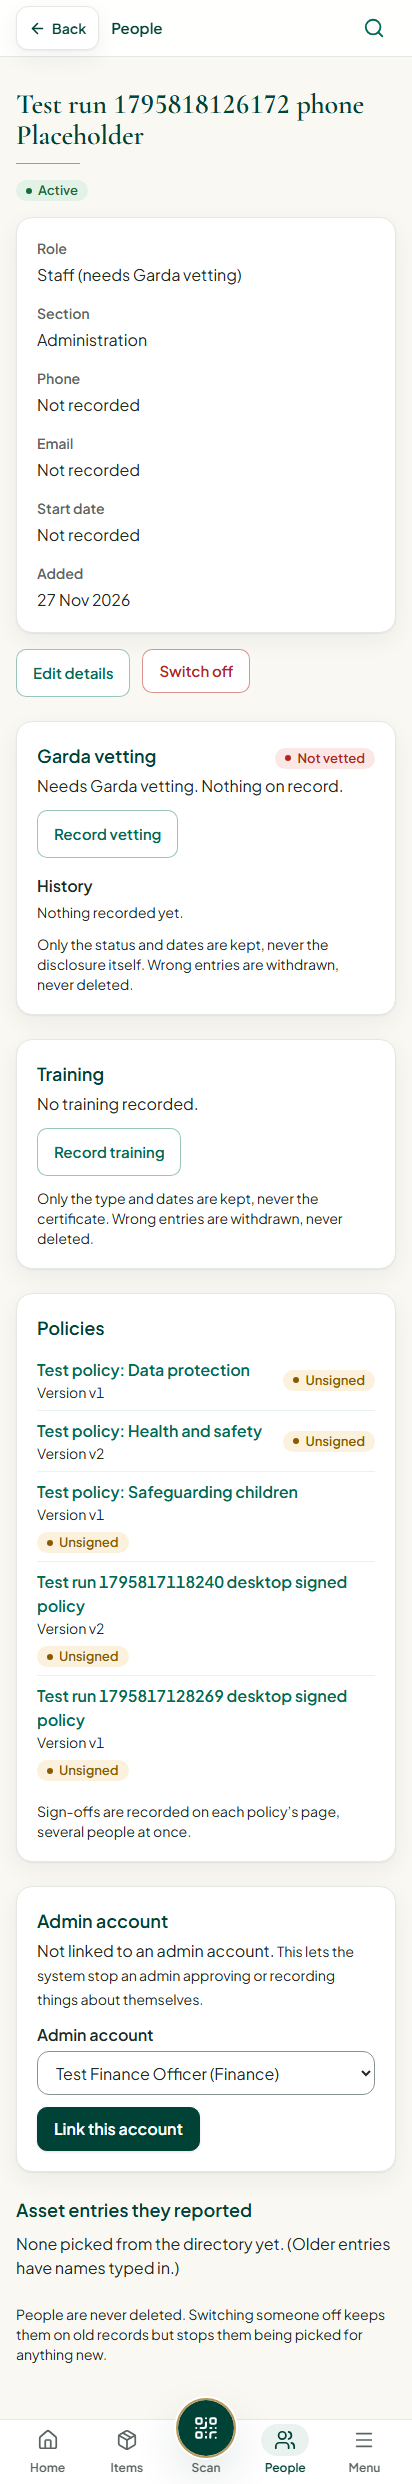 Back
People
Test run 1795818126172 phone
Placeholder
Active
Role
Staff (needs Garda vetting)
Section
Administration
Phone
Not recorded
Email
Not recorded
Start date
Not recorded
Added
27 Nov 2026
Edit details
Switch off
Garda vetting
Not vetted
Needs Garda vetting. Nothing on record.
Record vetting
History
Nothing recorded yet.
Only the status and dates are kept, never the
disclosure itself. Wrong entries are withdrawn,
never deleted.
Training
No training recorded.
Record training
Only the type and dates are kept, never the
certificate. Wrong entries are withdrawn, never
deleted.
Policies
Test policy: Data protection
Version v1
Unsigned
Test policy: Health and safety
Version v2
Unsigned
Test policy: Safeguarding children
Version v1
Unsigned
Test run 1795817118240 desktop signed
policy
Version v2
Unsigned
Test run 1795817128269 desktop signed
policy
Version v1
Unsigned
Sign-offs are recorded on each policy's page,
several people at once.
Admin account
Not linked to an admin account. This lets the
system stop an admin approving or recording
things about themselves.
Admin account
Test Finance Officer (Finance)
Link this account
Asset entries they reported
None picked from the directory yet. (Older entries
have names typed in.)
People are never deleted. Switching someone off keeps
them on old records but stops them being picked for
anything new.
Home
Items
Scan
People
Menu